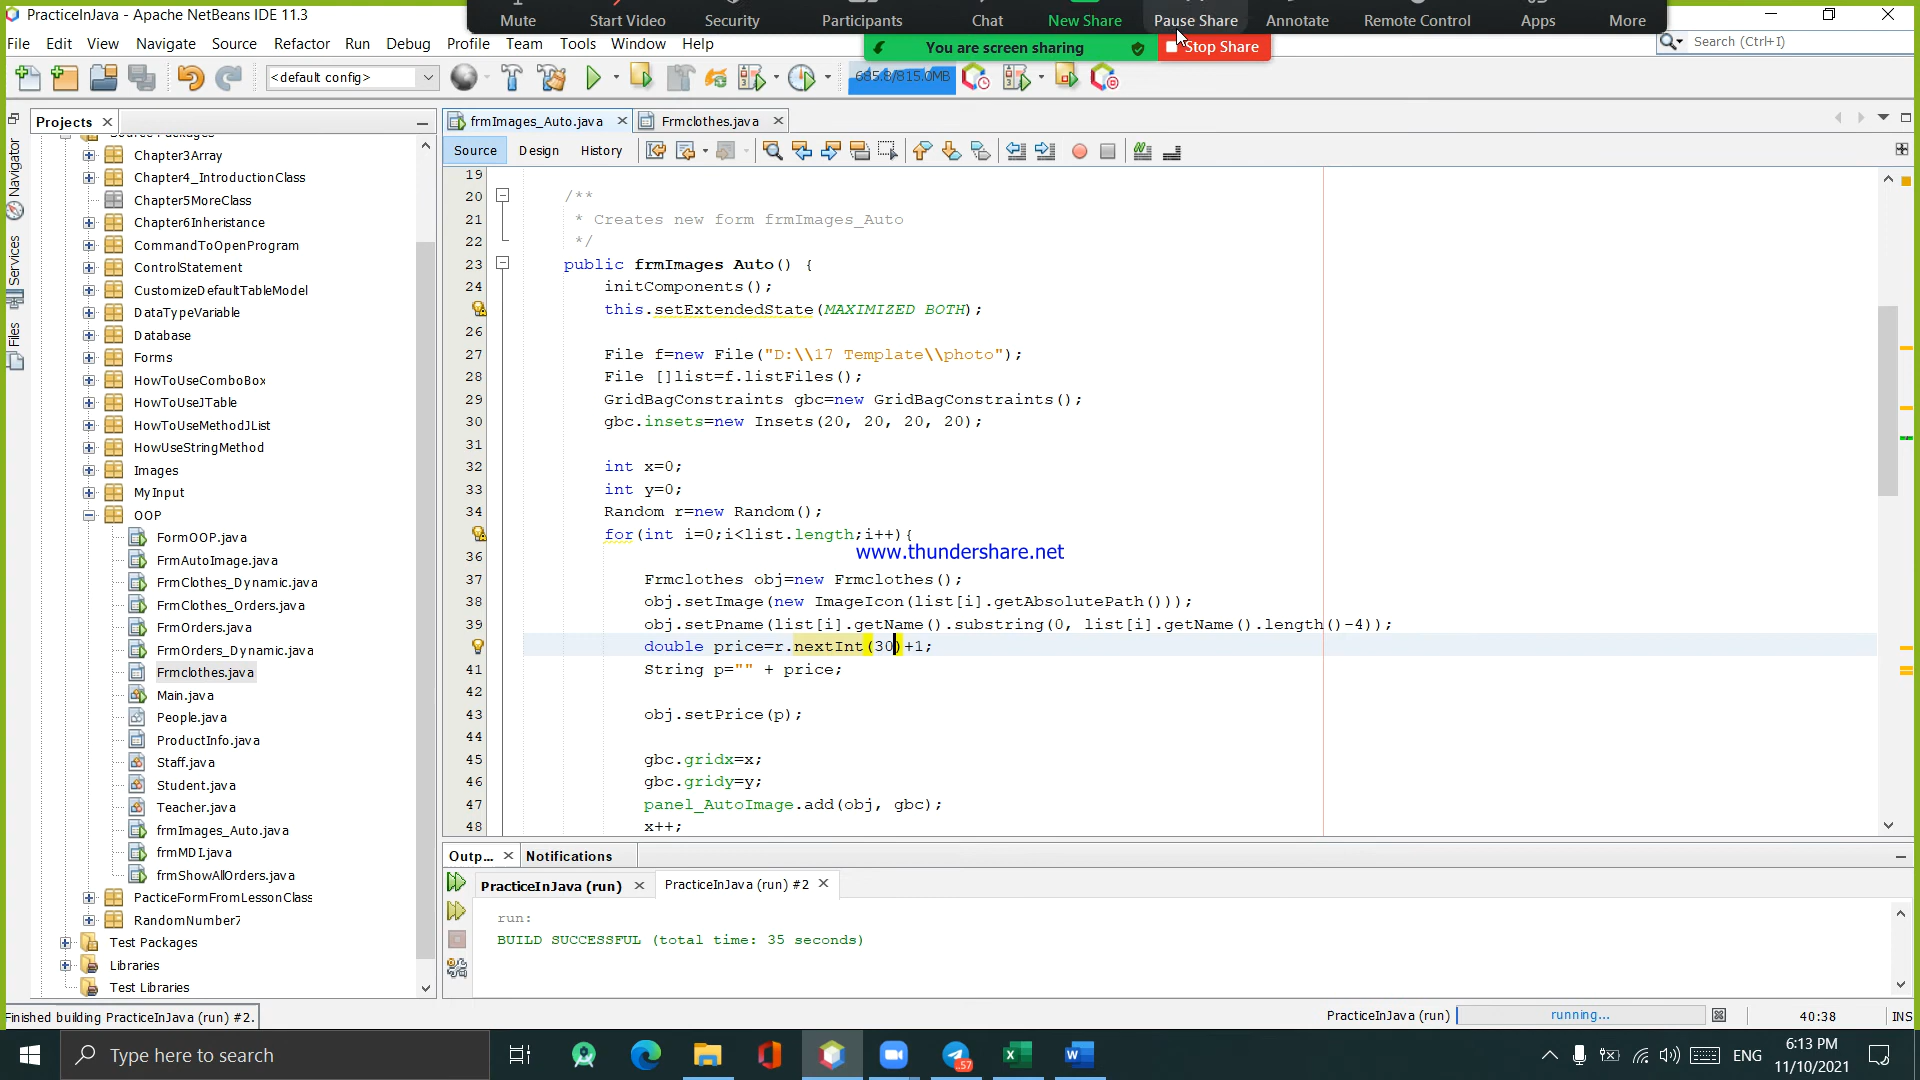 PracticeInJava - Apache NetBeans IDE 11.3
Mute Start Video Security Participants Chat New Share Pause Share Annotate Remote Control Apps More
You are screen sharing Stop Share
File Edit View Navigate Source Refactor Run Debug Profile Team Tools Window Help
Search (Ctrl+I)
<default config>
685.8/815.0MB
Projects
frmImages_Auto.java Frmclothes.java
Source Design History
Navigator
Services
Files
Source Packages
Chapter3Array
Chapter4_IntroductionClass
Chapter5MoreClass
Chapter6Inheristance
CommandToOpenProgram
ControlStatement
CustomizeDefaultTableModel
DataTypeVariable
Database
Forms
HowToUseComboBox
HowToUseJTable
HowToUseMethodJList
HowUseStringMethod
Images
MyInput
OOP
FormOOP.java
FrmAutoImage.java
FrmClothes_Dynamic.java
FrmClothes_Orders.java
FrmOrders.java
FrmOrders_Dynamic.java
Frmclothes.java
Main.java
People.java
ProductInfo.java
Staff.java
Student.java
Teacher.java
frmImages_Auto.java
frmMDI.java
frmShowAllOrders.java
PacticeFormFromLessonClass
RandomNumber7
Test Packages
Libraries
Test Libraries
19
20 /**
21 * Creates new form frmImages_Auto
22 */
23 public frmImages Auto() {
24 initComponents();
this.setExtendedState(MAXIMIZED BOTH);
26
27 File f=new File("D:\\17 Template\\photo");
28 File []list=f.listFiles();
29 GridBagConstraints gbc=new GridBagConstraints();
30 gbc.insets=new Insets(20, 20, 20, 20);
31
32 int x=0;
33 int y=0;
34 Random r=new Random();
for(int i=0;i<list.length;i++){
36 www.thundershare.net
37 Frmclothes obj=new Frmclothes();
38 obj.setImage(new ImageIcon(list[i].getAbsolutePath()));
39 obj.setPname(list[i].getName().substring(0, list[i].getName().length()-4));
double price=r.nextInt(30)+1;
41 String p="" + price;
42
43 obj.setPrice(p);
44
45 gbc.gridx=x;
46 gbc.gridy=y;
47 panel_AutoImage.add(obj, gbc);
48 x++;
Outp... Notifications
PracticeInJava (run) PracticeInJava (run) #2
run:
BUILD SUCCESSFUL (total time: 35 seconds)
Finished building PracticeInJava (run) #2.
PracticeInJava (run) running... 40:38 INS
Type here to search
57
ENG
6:13 PM
11/10/2021